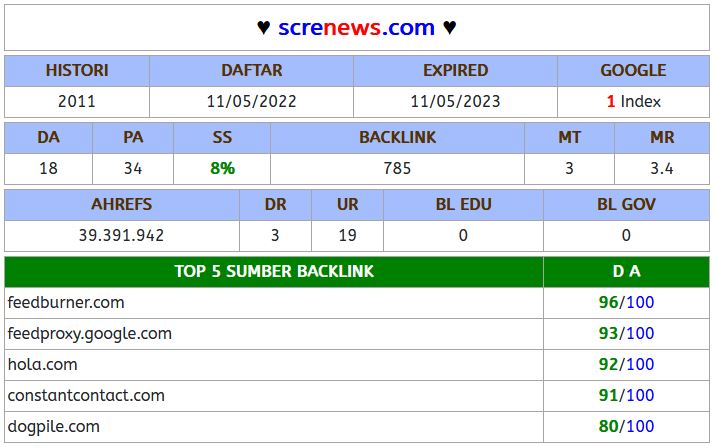 ♥ screnews.com ♥
HISTORI DAFTAR EXPIRED GOOGLE
2011 11/05/2022 11/05/2023 1 Index
DA PA SS BACKLINK MT MR
18 34 8% 785 3 3.4
AHREFS DR UR BL EDU BL GOV
39.391.942 3 19 0 0
TOP 5 SUMBER BACKLINK D A
feedburner.com 96/100
feedproxy.google.com 93/100
hola.com 92/100
constantcontact.com 91/100
dogpile.com 80/100